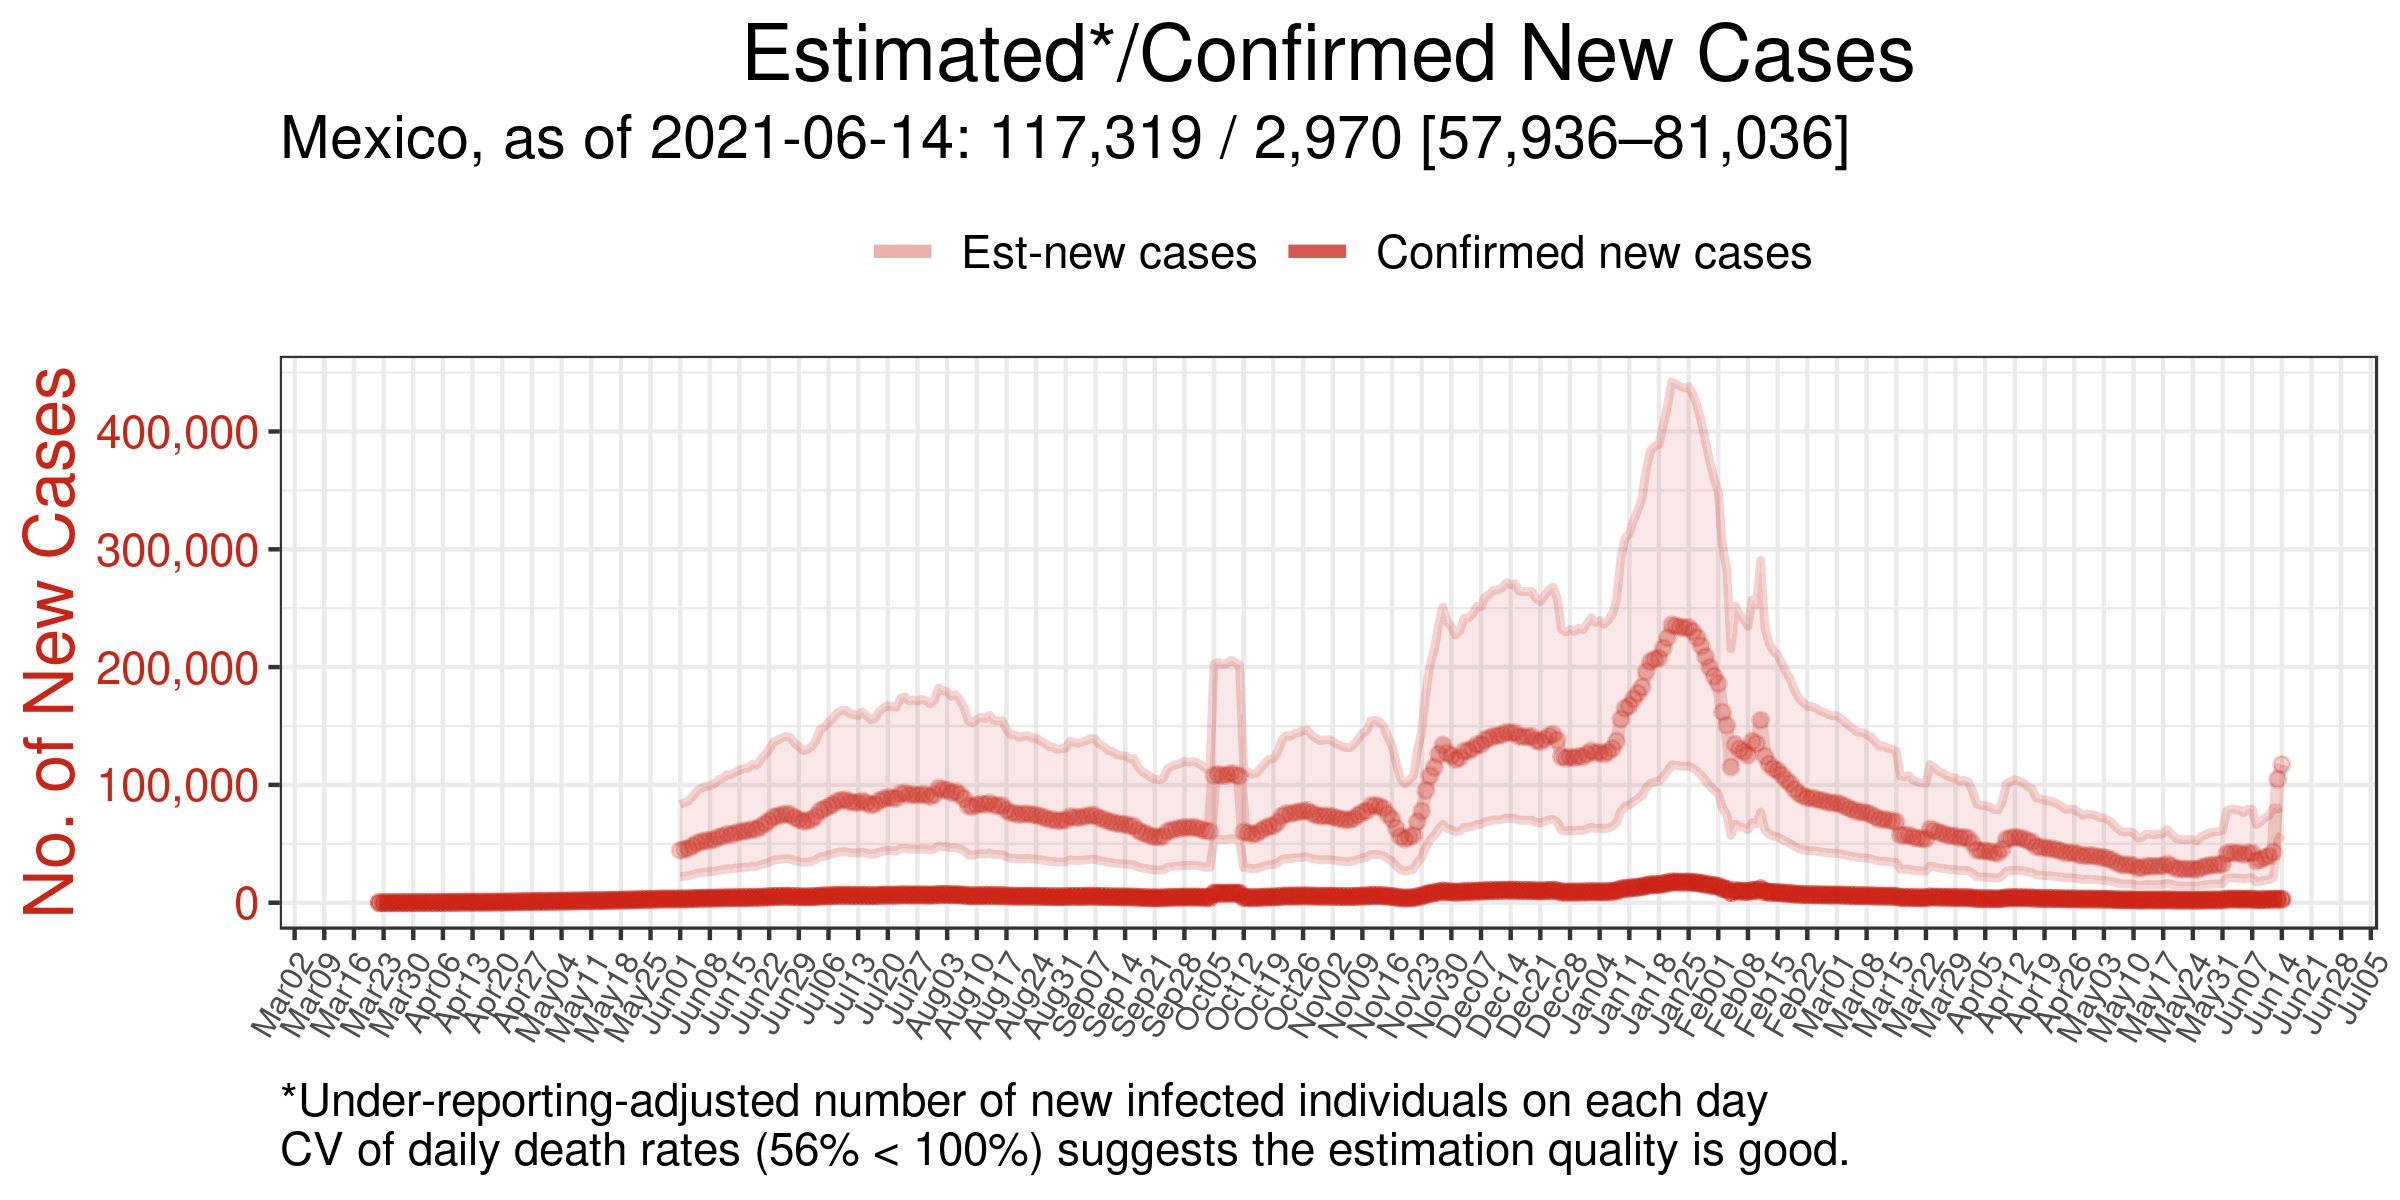 Estimated*/Confirmed New Cases
Mexico, as of 2021-06-14: 117,319 / 2,970 [57,936–81,036]
Est-new cases
Confirmed new cases
No. of New Cases
400,000
300,000
200,000
100,000
0
Mar02
Mar09
Mar16
Mar23
Mar30
Apr06
Apr13
Apr20
Apr27
May04
May11
May18
May25
Jun01
Jun08
Jun15
Jun22
Jun29
Jul06
Jul13
Jul20
Jul27
Aug03
Aug10
Aug17
Aug24
Aug31
Sep07
Sep14
Sep21
Sep28
Oct05
Oct12
Oct19
Oct26
Nov02
Nov09
Nov16
Nov23
Nov30
Dec07
Dec14
Dec21
Dec28
Jan04
Jan11
Jan18
Jan25
Feb01
Feb08
Feb15
Feb22
Mar01
Mar08
Mar15
Mar22
Mar29
Apr05
Apr12
Apr19
Apr26
May03
May10
May17
May24
May31
Jun07
Jun14
Jun21
Jun28
Jul05
*Under-reporting-adjusted number of new infected individuals on each day
CV of daily death rates (56% < 100%) suggests the estimation quality is good.